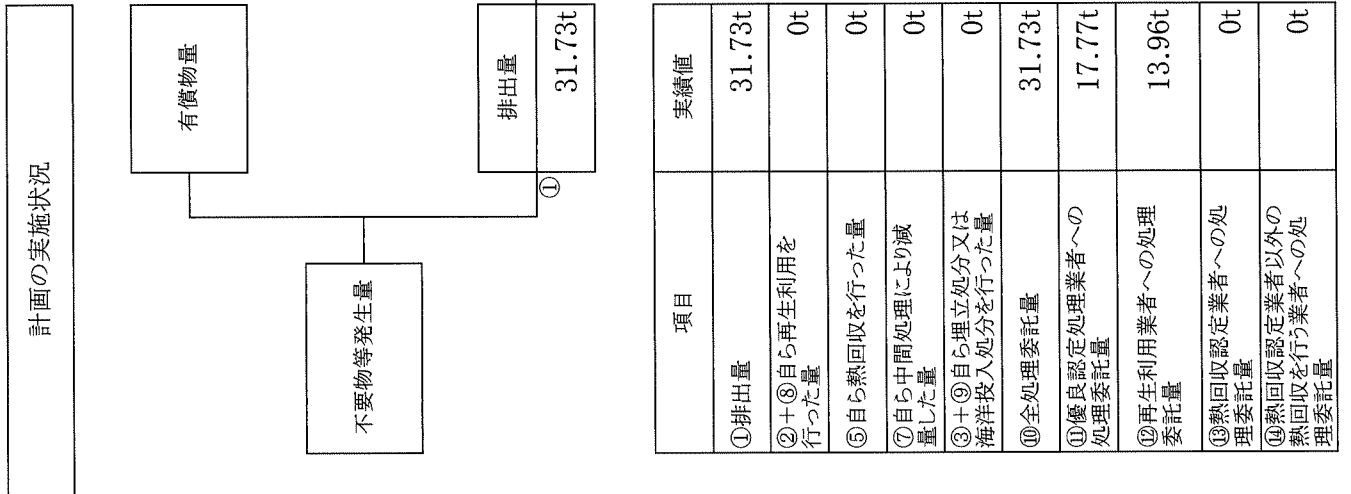 計画の実施状況
不要物等発生量
有償物量
①
排出量
31.73t
項目
実績値
①排出量
31.73t
②+⑧自ら再生利用を
行った量
0t
⑤自ら熱回収を行った量
0t
⑦自ら中間処理により減
量した量
0t
③+⑨自ら埋立処分又は
海洋投入処分を行った量
0t
⑩全処理委託量
31.73t
⑪優良認定処理業者への
処理委託量
17.77t
⑫再生利用業者への処理
委託量
13.96t
⑬熱回収認定業者への処
理委託量
0t
⑭熱回収認定業者以外の
熱回収を行う業者への処
理委託量
0t